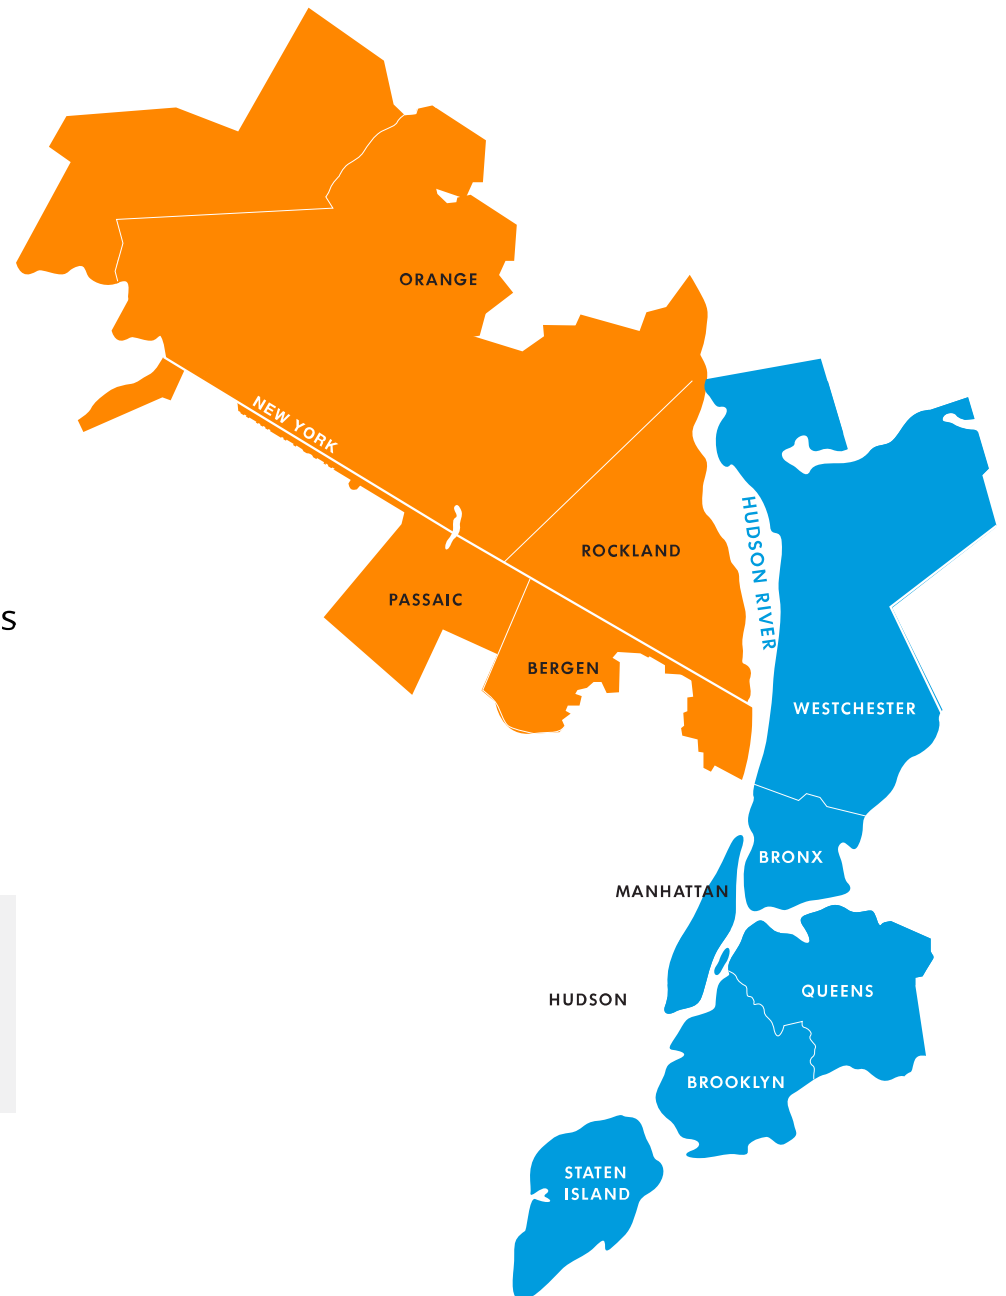 ORANGE
NEW YORK
HUDSON RIVER
ROCKLAND
PASSAIC
s
BERGEN
WESTCHESTER
BRONX
MANHATTAN
QUEENS
HUDSON
BROOKLYN
STATEN
ISLAND